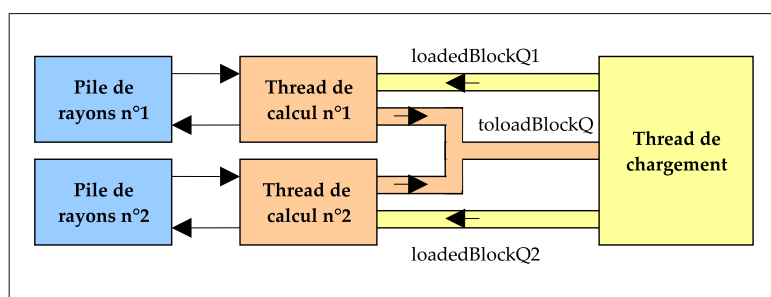 loadedBlockQ1
Pile de
rayons n°1
Thread de
calcul n°1
toloadBlockQ
Thread de
chargement
Pile de
rayons n°2
Thread de
calcul n°2
loadedBlockQ2